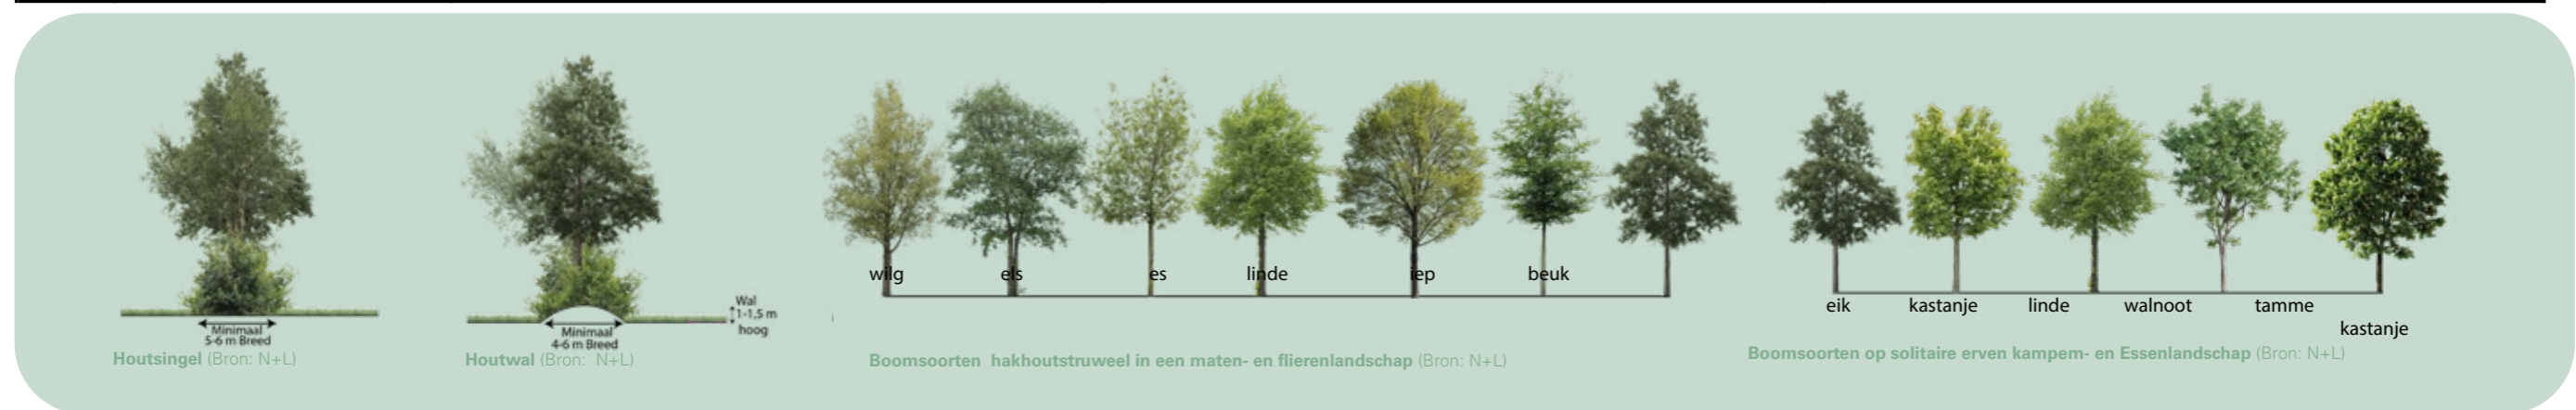 Minimaal
5-6 m Breed
Houtsingel (Bron: N+L)
Wal
1-1,5 m
hoog
Minimaal
4-6 m Breed
Houtwal (Bron: N+L)
wilg els es linde iep beuk
Boomsoorten hakhoutstruweel in een maten- en flierenlandschap (Bron: N+L)
eik kastanje linde walnoot tamme
kastanje
Boomsoorten op solitaire erven kampem- en Essenlandschap (Bron: N+L)